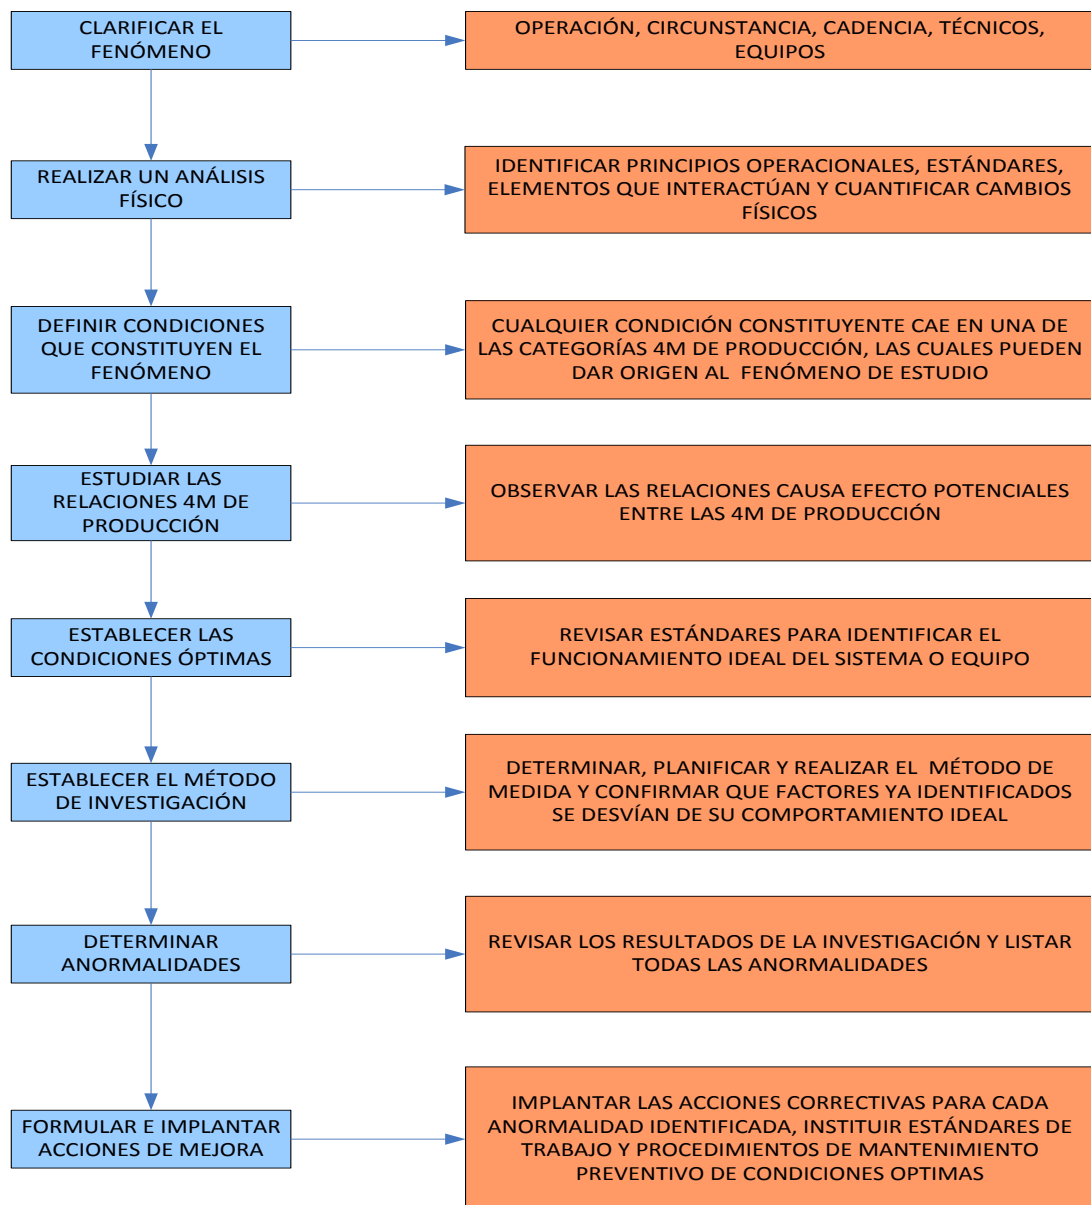 CLARIFICAR EL
FENÓMENO
OPERACIÓN, CIRCUNSTANCIA, CADENCIA, TÉCNICOS,
EQUIPOS
REALIZAR UN ANÁLISIS
FÍSICO
IDENTIFICAR PRINCIPIOS OPERACIONALES, ESTÁNDARES,
ELEMENTOS QUE INTERACTÚAN Y CUANTIFICAR CAMBIOS
FÍSICOS
DEFINIR CONDICIONES
QUE CONSTITUYEN EL
FENÓMENO
CUALQUIER CONDICIÓN CONSTITUYENTE CAE EN UNA DE
LAS CATEGORÍAS 4M DE PRODUCCIÓN, LAS CUALES PUEDEN
DAR ORIGEN AL FENÓMENO DE ESTUDIO
ESTUDIAR LAS
RELACIONES 4M DE
PRODUCCIÓN
OBSERVAR LAS RELACIONES CAUSA EFECTO POTENCIALES
ENTRE LAS 4M DE PRODUCCIÓN
ESTABLECER LAS
CONDICIONES ÓPTIMAS
REVISAR ESTÁNDARES PARA IDENTIFICAR EL
FUNCIONAMIENTO IDEAL DEL SISTEMA O EQUIPO
ESTABLECER EL MÉTODO
DE INVESTIGACIÓN
DETERMINAR, PLANIFICAR Y REALIZAR EL MÉTODO DE
MEDIDA Y CONFIRMAR QUE FACTORES YA IDENTIFICADOS
SE DESVÍAN DE SU COMPORTAMIENTO IDEAL
DETERMINAR
ANORMALIDADES
REVISAR LOS RESULTADOS DE LA INVESTIGACIÓN Y LISTAR
TODAS LAS ANORMALIDADES
FORMULAR E IMPLANTAR
ACCIONES DE MEJORA
IMPLANTAR LAS ACCIONES CORRECTIVAS PARA CADA
ANORMALIDAD IDENTIFICADA, INSTITUIR ESTÁNDARES DE
TRABAJO Y PROCEDIMIENTOS DE MANTENIMIENTO
PREVENTIVO DE CONDICIONES OPTIMAS